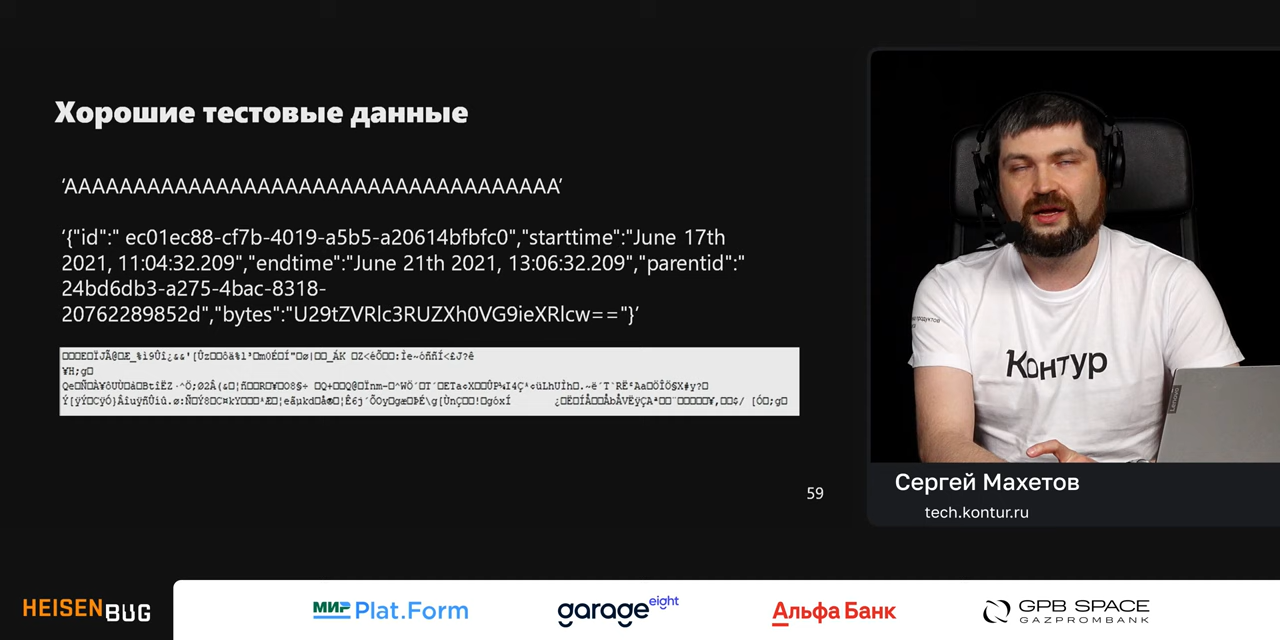 Хорошие тестовые данные
‘AAAAAAAAAAAAAAAAAAAAAAAAAAAAAAAAAAAA’
‘{"id":" ec01ec88-cf7b-4019-a5b5-a20614bfbfc0","starttime":"June 17th
2021, 11:04:32.209","endtime":"June 21th 2021, 13:06:32.209","parentid":"
24bd6db3-a275-4bac-8318-
20762289852d","bytes":"U29tZVRlc3RUZXh0VG9ieXRlcw=="}’
59
Контур
Lenovo
Сергей Махетов
tech.kontur.ru
HEISENBUG
МИР Plat.Form
garage eight
Альфа Банк
GPB SPACE
GAZPROMBANK